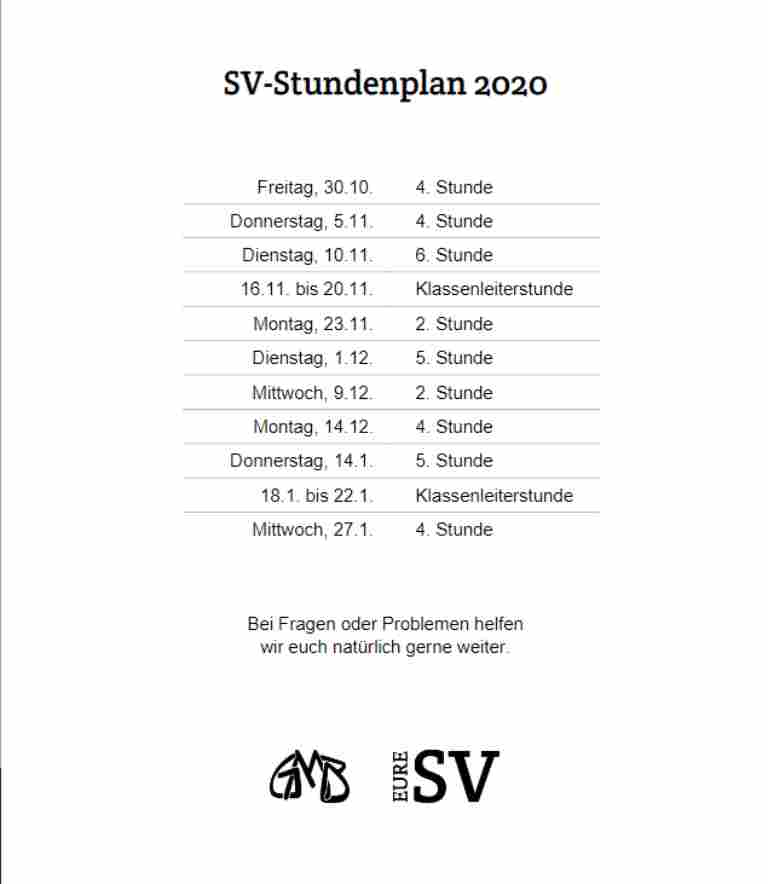 SV-Stundenplan 2020
Freitag, 30.10. 4. Stunde
Donnerstag, 5.11. 4. Stunde
Dienstag, 10.11. 6. Stunde
16.11. bis 20.11. Klassenleiterstunde
Montag, 23.11. 2. Stunde
Dienstag, 1.12. 5. Stunde
Mittwoch, 9.12. 2. Stunde
Montag, 14.12. 4. Stunde
Donnerstag, 14.1. 5. Stunde
18.1. bis 22.1. Klassenleiterstunde
Mittwoch, 27.1. 4. Stunde
Bei Fragen oder Problemen helfen
wir euch natürlich gerne weiter.
GMB
EURE SV